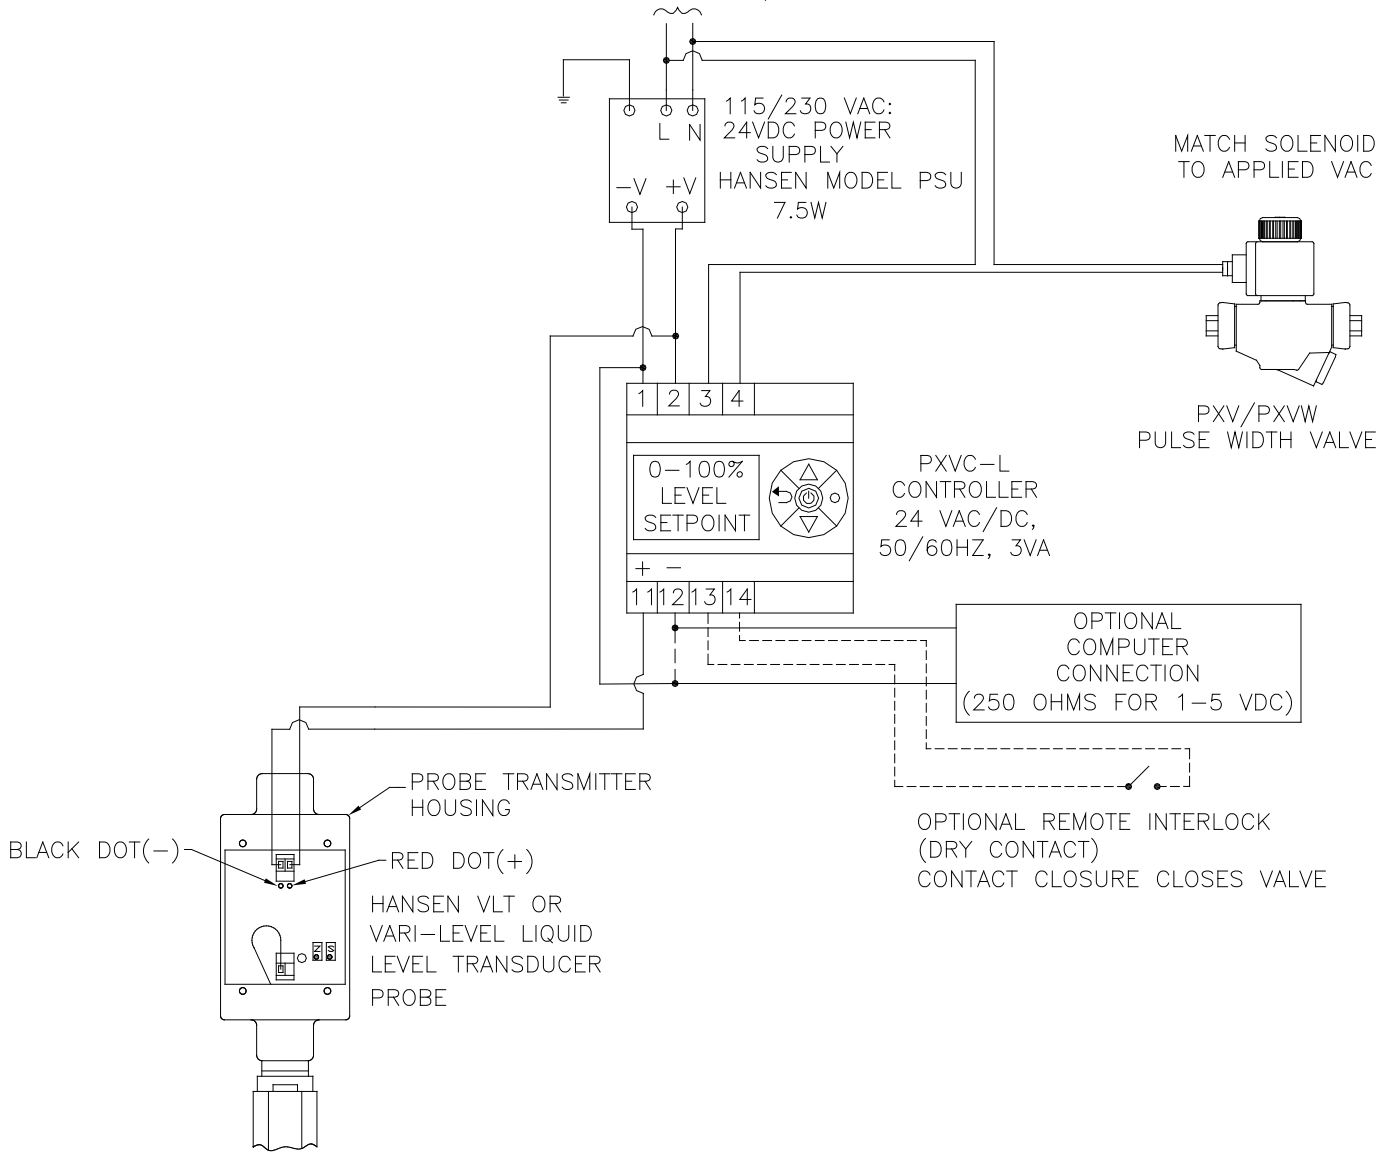 115/230 VAC:
24VDC POWER
SUPPLY
HANSEN MODEL PSU
7.5W
L N
-V +V
MATCH SOLENOID
TO APPLIED VAC
PXV/PXVW
PULSE WIDTH VALVE
1 2 3 4
0-100%
LEVEL
SETPOINT
PXVC-L
CONTROLLER
24 VAC/DC,
50/60HZ, 3VA
+ -
11 12 13 14
OPTIONAL
COMPUTER
CONNECTION
(250 OHMS FOR 1-5 VDC)
OPTIONAL REMOTE INTERLOCK
(DRY CONTACT)
CONTACT CLOSURE CLOSES VALVE
PROBE TRANSMITTER
HOUSING
BLACK DOT(-)
RED DOT(+)
HANSEN VLT OR
VARI-LEVEL LIQUID
LEVEL TRANSDUCER
PROBE
Z S